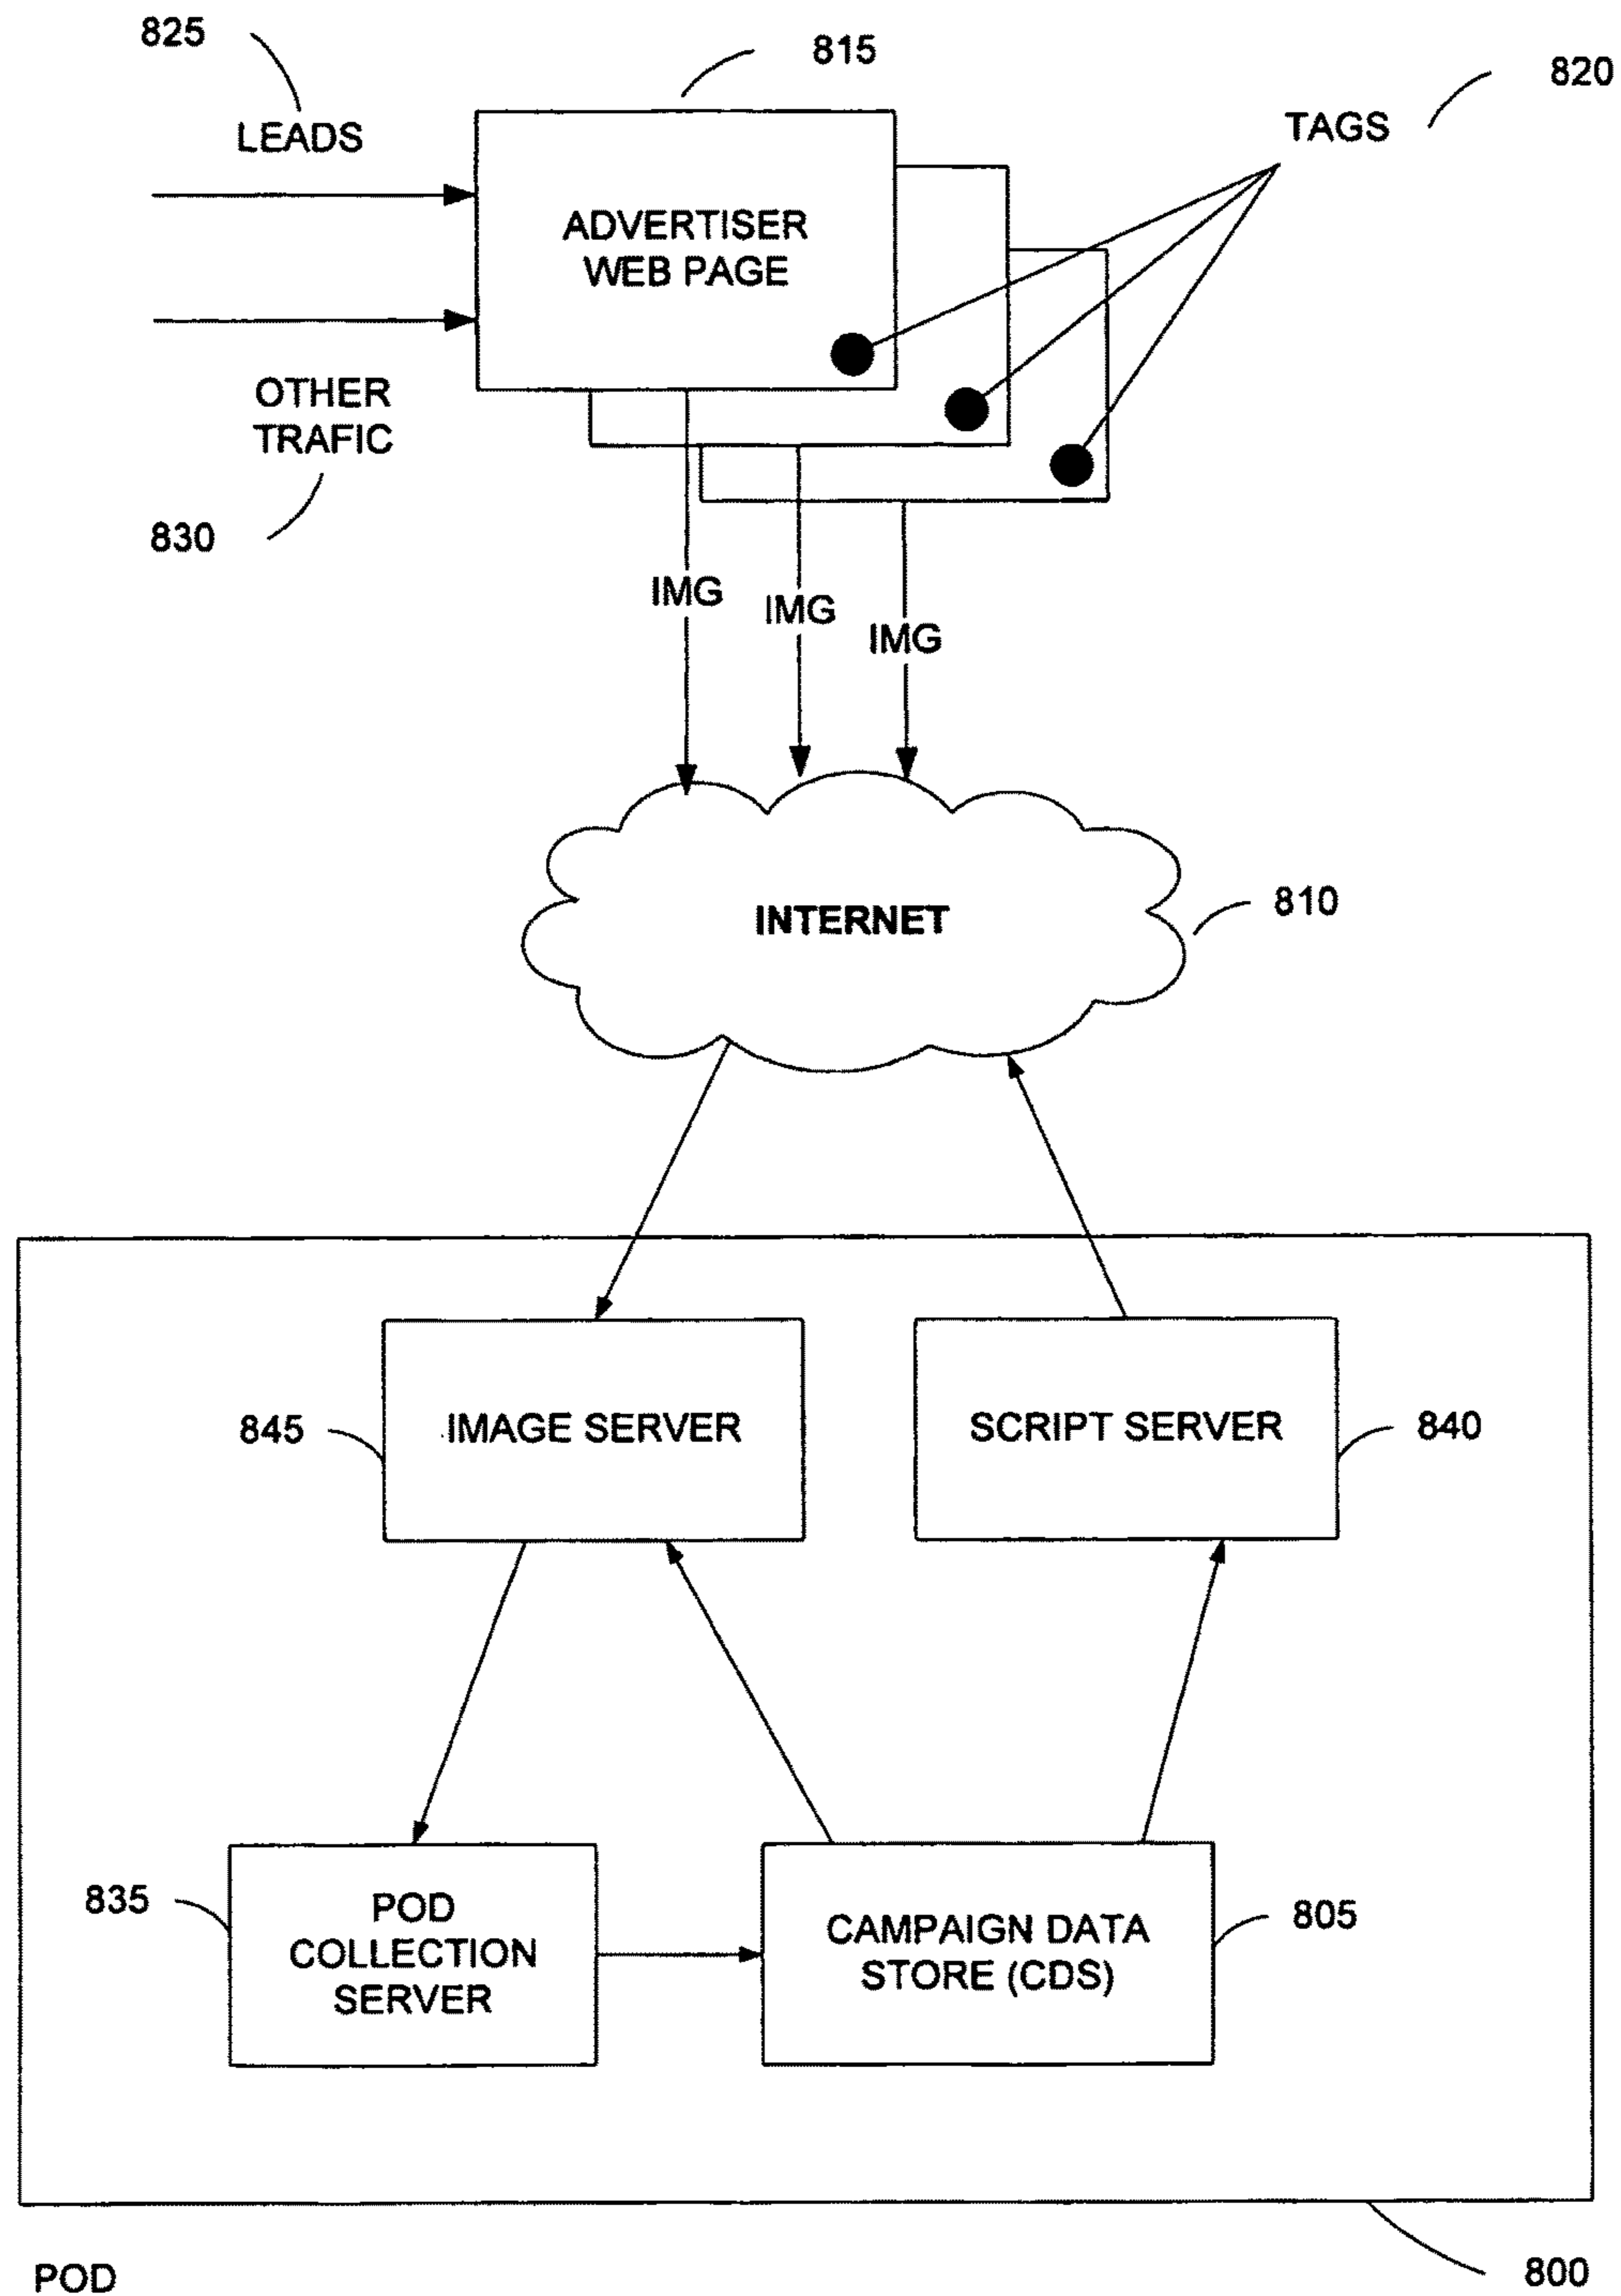 825
815
820
LEADS
TAGS
ADVERTISER
WEB PAGE
OTHER
TRAFIC
830
IMG
IMG
IMG
INTERNET
810
845
IMAGE SERVER
SCRIPT SERVER
840
835
POD
COLLECTION
SERVER
CAMPAIGN DATA
STORE (CDS)
805
POD
800